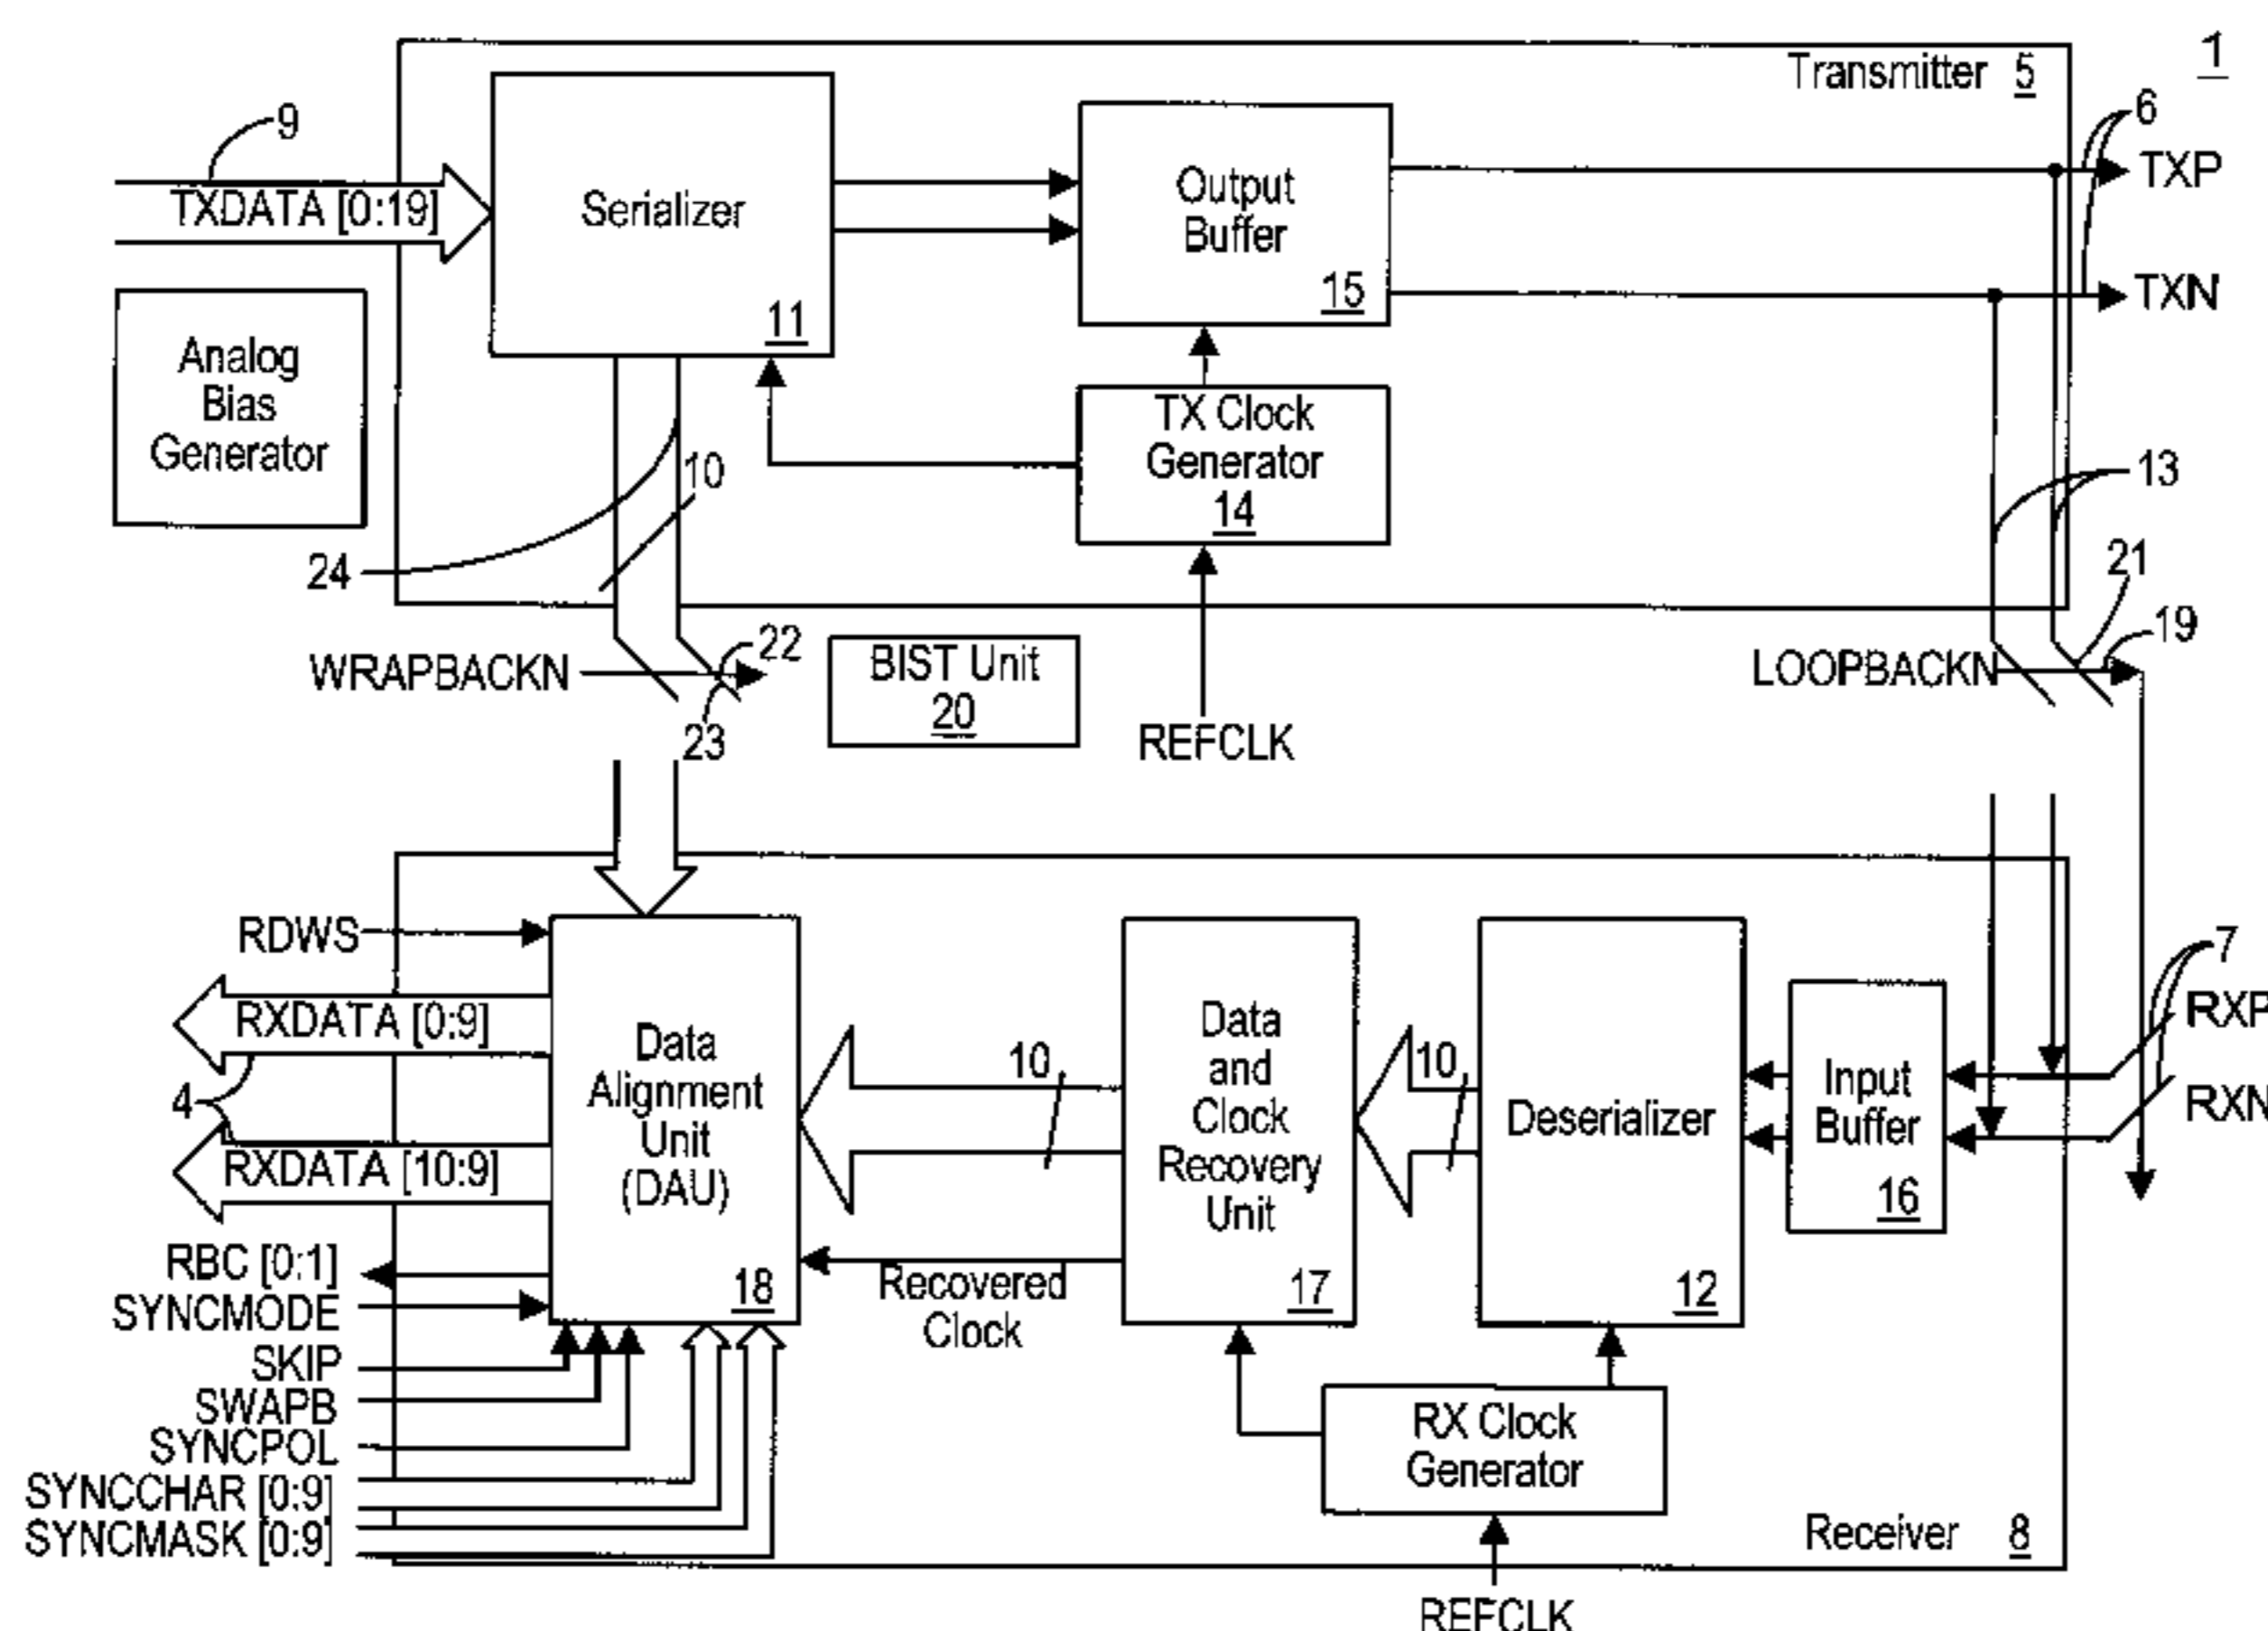 1
Transmitter 5
9
TXDATA [0:19]
Serializer
11
Output
Buffer
15
6
TXP
TXN
Analog
Bias
Generator
TX Clock
Generator
14
10
24
13
21
19
WRAPBACKN
22
23
BIST Unit
20
REFCLK
LOOPBACKN
RDWS
RXDATA [0:9]
4
RXDATA [10:9]
RBC [0:1]
SYNCMODE
SKIP
SWAPB
SYNCPOL
SYNCCHAR [0:9]
SYNCMASK [0:9]
Data
Alignment
Unit
(DAU)
18
10
Recovered
Clock
Data
and
Clock
Recovery
Unit
17
10
Deserializer
12
Input
Buffer
16
7
RXP
RXN
RX Clock
Generator
REFCLK
Receiver 8